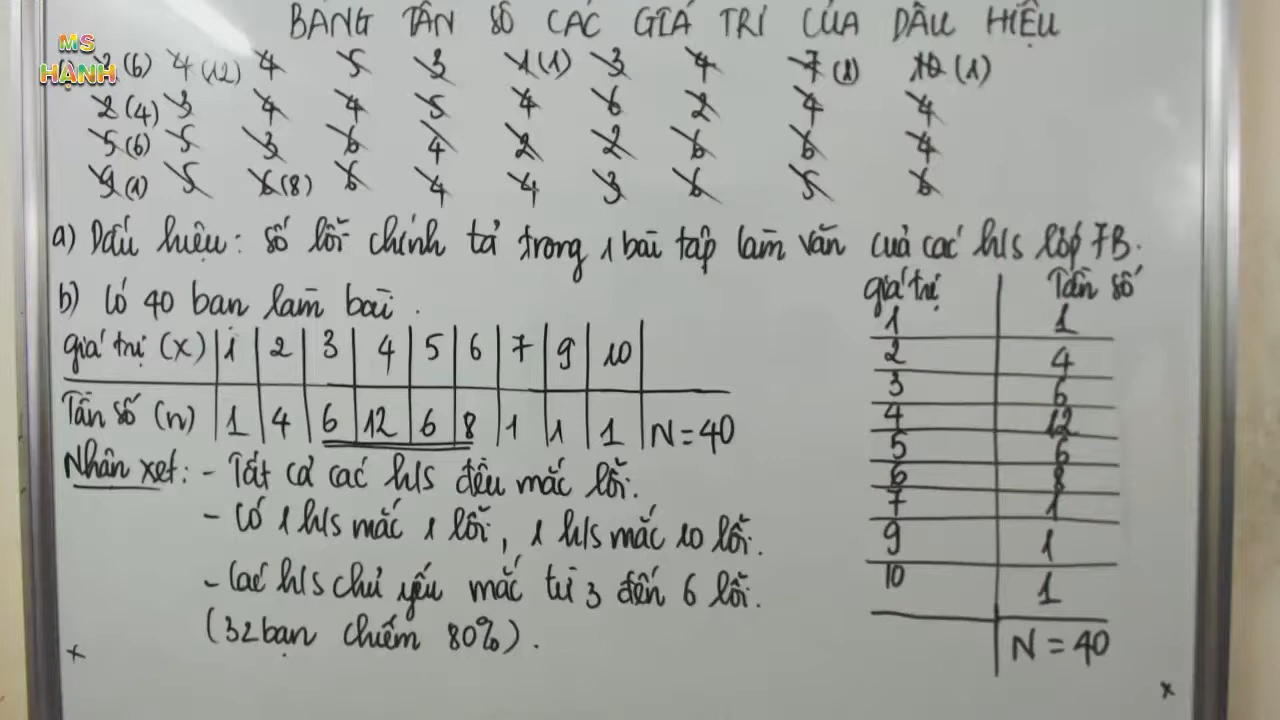 BẢNG TẦN SỐ CÁC GIÁ TRỊ CỦA DẤU HIỆU
MS
HẠNH
3 (6) 4 (12) 4 5 3 1 (1) 3 4 7 (1) 10 (1)
2 (4) 3 4 4 5 4 6 2 4 4
5 (6) 5 3 6 4 2 2 6 6 4
9 (1) 5 6 (8) 6 4 4 3 6 5 6
a) Dấu hiệu: số lỗi chính tả trong 1 bài tập làm văn của các h/s lớp 7B.
b) Có 40 bạn làm bài.
giá trị (x) 1 2 3 4 5 6 7 9 10
Tần số (n) 1 4 6 12 6 8 1 1 1 N = 40
Nhận xét: - Tất cả các h/s đều mắc lỗi.
- Có 1 h/s mắc 1 lỗi, 1 h/s mắc 10 lỗi.
- Các h/s chủ yếu mắc từ 3 đến 6 lỗi.
(32 bạn chiếm 80%).
giá trị Tần số
1 1
2 4
3 6
4 12
5 6
6 8
7 1
9 1
10 1
N = 40